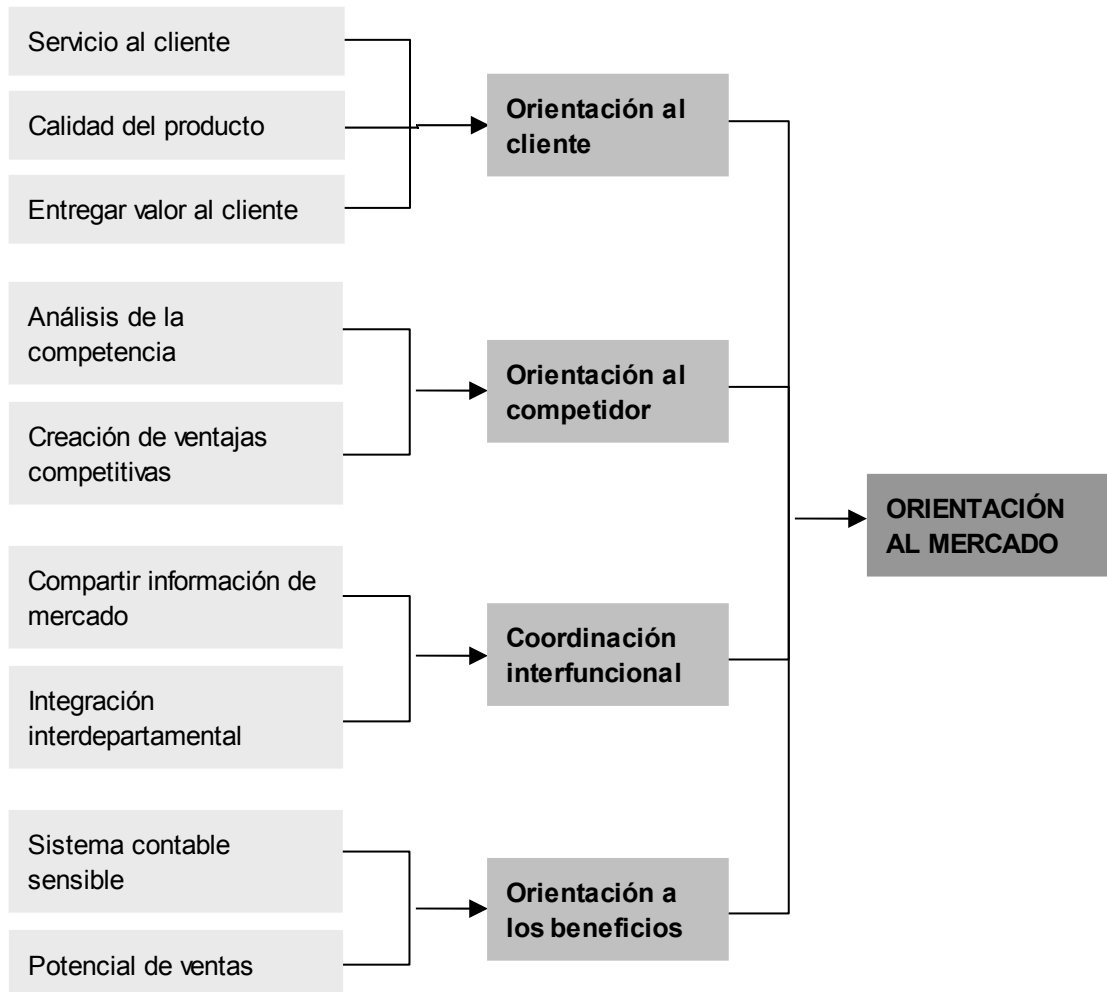 Servicio al cliente
Calidad del producto
Entregar valor al cliente
Orientación al
cliente
Análisis de la
competencia
Creación de ventajas
competitivas
Orientación al
competidor
Compartir información de
mercado
Integración
interdepartamental
Coordinación
interfuncional
Sistema contable
sensible
Potencial de ventas
Orientación a
los beneficios
ORIENTACIÓN
AL MERCADO